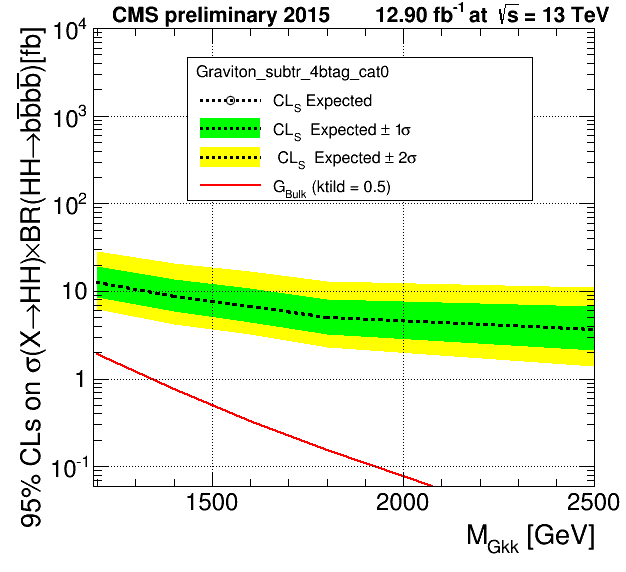 CMS preliminary 2015 12.90 fb⁻¹ at √s = 13 TeV
95% CLs on σ(X→HH)×BR(HH→bb̅bb̅)[fb]
Graviton_subtr_4btag_cat0
CLS Expected
CLS Expected ± 1σ
CLS Expected ± 2σ
GBulk (ktild = 0.5)
10⁴
10³
10²
10
1
10⁻¹
1500 2000 2500
MGkk [GeV]